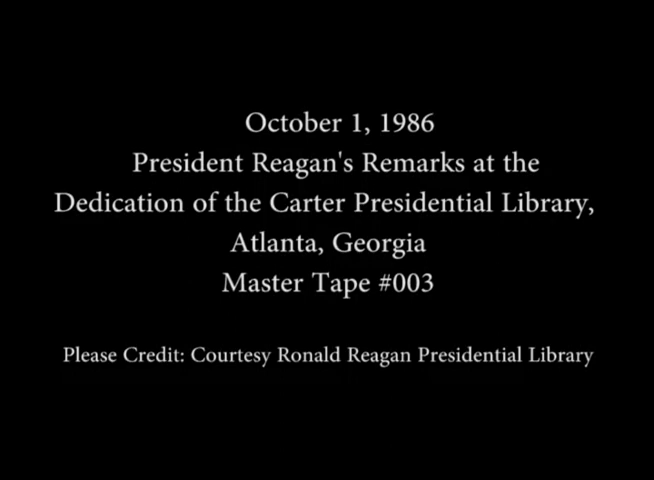 October 1, 1986
President Reagan's Remarks at the
Dedication of the Carter Presidential Library,
Atlanta, Georgia
Master Tape #003
Please Credit: Courtesy Ronald Reagan Presidential Library